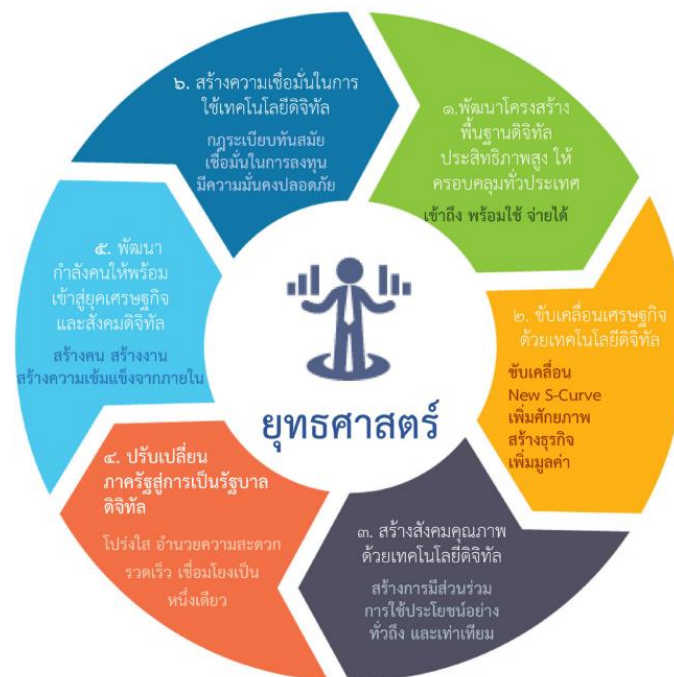 ๑.พัฒนาโครงสร้าง
พื้นฐานดิจิทัล
ประสิทธิภาพสูง ให้
ครอบคลุมทั่วประเทศ
เข้าถึง พร้อมใช้ จ่ายได้
๒. ขับเคลื่อนเศรษฐกิจ
ด้วยเทคโนโลยีดิจิทัล
ขับเคลื่อน
New S-Curve
เพิ่มศักยภาพ
สร้างธุรกิจ
เพิ่มมูลค่า
๓. สร้างสังคมคุณภาพ
ด้วยเทคโนโลยีดิจิทัล
สร้างการมีส่วนร่วม
การใช้ประโยชน์อย่าง
ทั่วถึง และเท่าเทียม
๔. ปรับเปลี่ยน
ภาครัฐสู่การเป็นรัฐบาล
ดิจิทัล
โปร่งใส อำนวยความสะดวก
รวดเร็ว เชื่อมโยงเป็น
หนึ่งเดียว
๕. พัฒนา
กำลังคนให้พร้อม
เข้าสู่ยุคเศรษฐกิจ
และสังคมดิจิทัล
สร้างคน สร้างงาน
สร้างความเข้มแข็งจากภายใน
๖. สร้างความเชื่อมั่นในการ
ใช้เทคโนโลยีดิจิทัล
กฎระเบียบทันสมัย
เชื่อมั่นในการลงทุน
มีความมั่นคงปลอดภัย
ยุทธศาสตร์